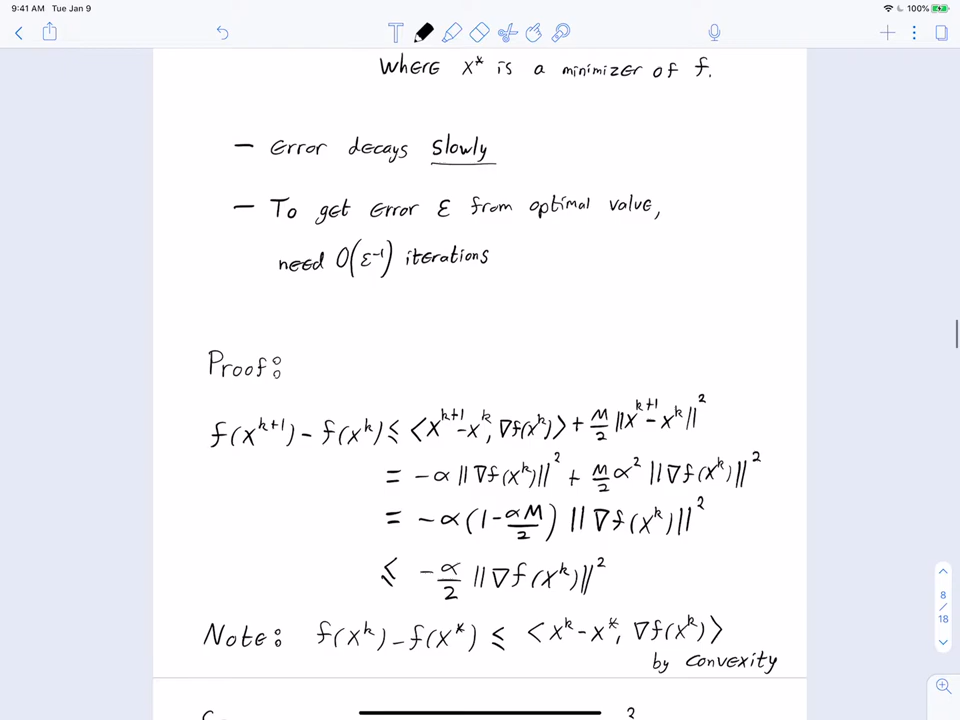 9:41 AM Tue Jan 9
100%
Where x* is a minimizer of f.
— Error decays slowly
— To get error ε from optimal value,
need O(ε⁻¹) iterations
Proof:
f(x^{k+1}) - f(x^k) ≤ ⟨x^{k+1} - x^k, ∇f(x^k)⟩ + M/2 ||x^{k+1} - x^k||²
= -α ||∇f(x^k)||² + M/2 α² ||∇f(x^k)||²
= -α (1 - αM/2) ||∇f(x^k)||²
≤ -α/2 ||∇f(x^k)||²
Note: f(x^k) - f(x*) ≤ ⟨x^k - x*, ∇f(x^k)⟩
by convexity
8
/
18